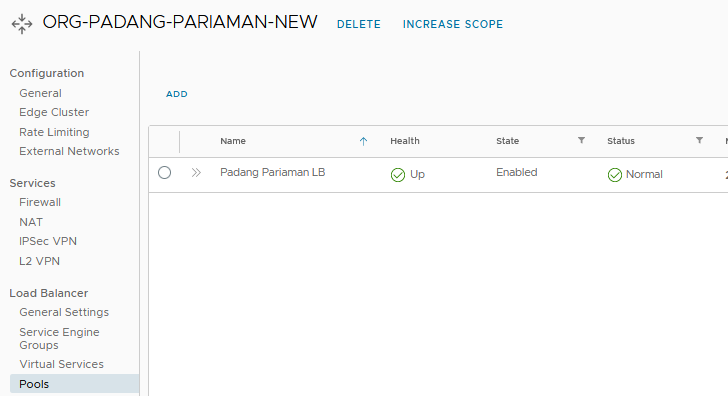 ORG-PADANG-PARIAMAN-NEW DELETE INCREASE SCOPE
Configuration
General
Edge Cluster
Rate Limiting
External Networks
Services
Firewall
NAT
IPSec VPN
L2 VPN
Load Balancer
General Settings
Service Engine
Groups
Virtual Services
Pools
ADD
Name Health State Status
Padang Pariaman LB Up Enabled Normal